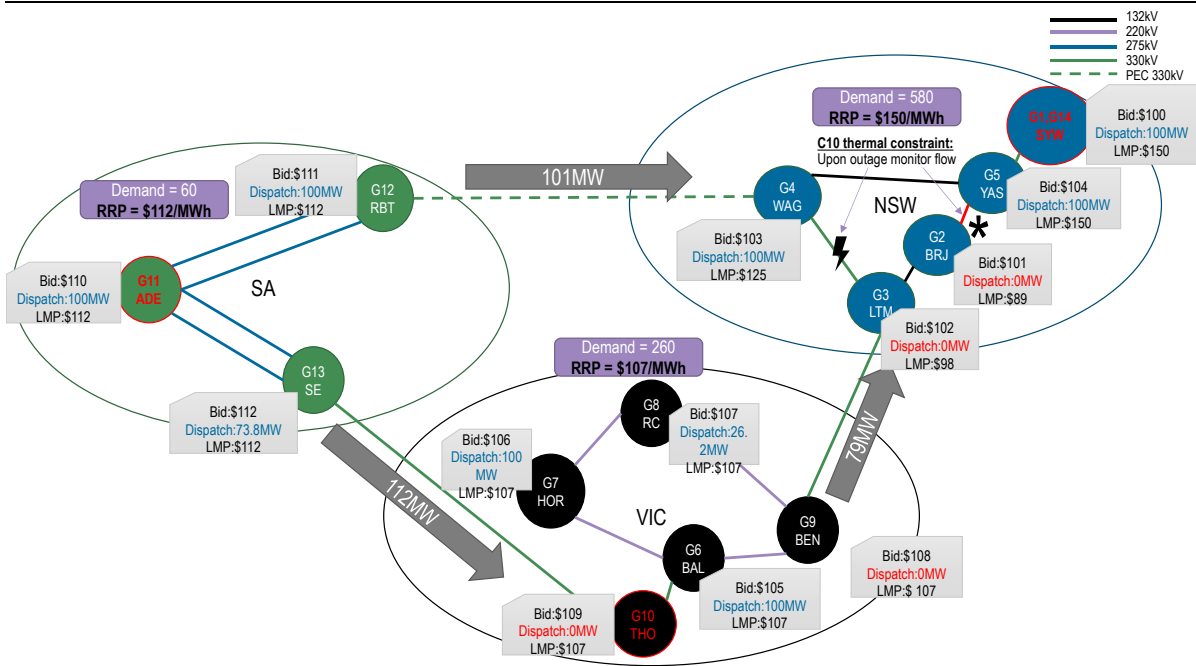 132kV
220kV
275kV
330kV
PEC 330kV
Demand = 580
RRP = $150/MWh
C10 thermal constraint:
Upon outage monitor flow
G1,G14
SYW
Bid:$100
Dispatch:100MW
LMP:$150
G5
YAS
Bid:$104
Dispatch:100MW
LMP:$150
NSW
G4
WAG
Bid:$103
Dispatch:100MW
LMP:$125
G2
BRJ
*
Bid:$101
Dispatch:0MW
LMP:$89
G3
LTM
Bid:$102
Dispatch:0MW
LMP:$98
101MW
Bid:$111
Dispatch:100MW
LMP:$112
G12
RBT
Demand = 60
RRP = $112/MWh
Bid:$110
Dispatch:100MW
LMP:$112
G11
ADE
SA
G13
SE
Bid:$112
Dispatch:73.8MW
LMP:$112
112MW
79MW
Demand = 260
RRP = $107/MWh
G8
RC
Bid:$107
Dispatch:26.
2MW
LMP:$107
Bid:$106
Dispatch:100
MW
LMP:$107
G7
HOR
VIC
G9
BEN
Bid:$108
Dispatch:0MW
LMP:$ 107
G6
BAL
Bid:$105
Dispatch:100MW
LMP:$107
Bid:$109
Dispatch:0MW
LMP:$107
G10
THO